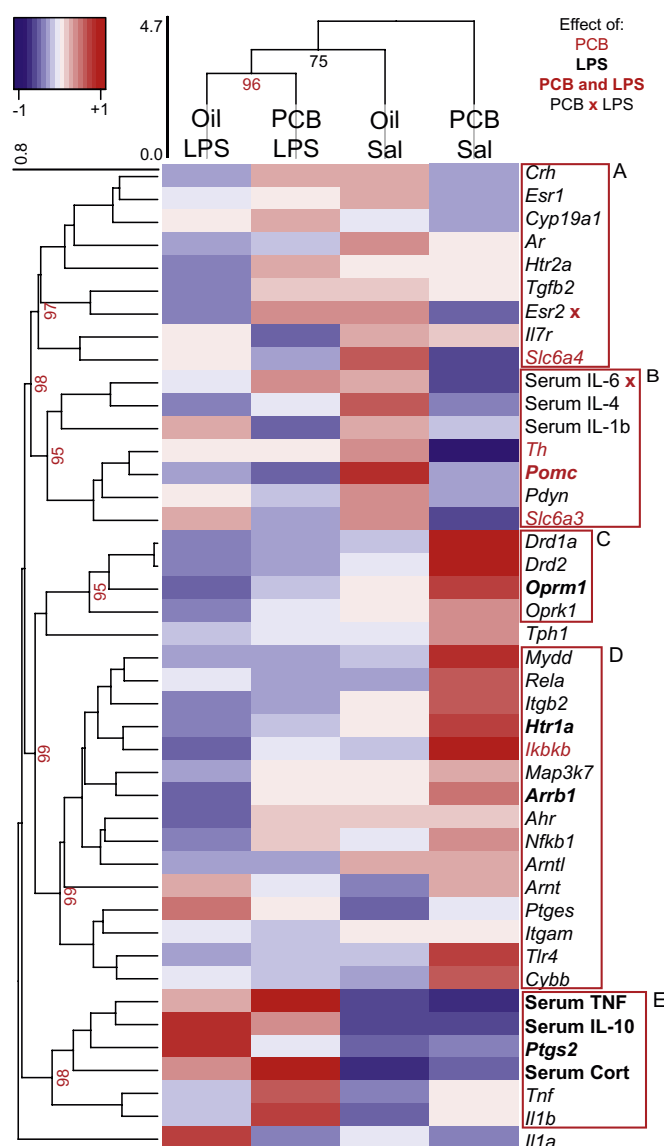 4.7
Effect of:
PCB
LPS
PCB and LPS
PCB x LPS
75
96
-1
+1
0.8
0.0
Oil LPS
PCB LPS
Oil Sal
PCB Sal
Crh
A
Esr1
Cyp19a1
Ar
Htr2a
Tgfb2
97
Esr2 x
Il7r
Slc6a4
98
Serum IL-6 x
B
Serum IL-4
Serum IL-1b
95
Th
Pomc
Pdyn
Slc6a3
Drd1a
C
Drd2
95
Oprm1
Oprk1
Tph1
Mydd
D
Rela
Itgb2
Htr1a
99
Ikbkb
Map3k7
Arrb1
Ahr
Nfkb1
Arntl
99
Arnt
Ptges
Itgam
Tlr4
Cybb
Serum TNF
E
Serum IL-10
Ptgs2
98
Serum Cort
Tnf
Il1b
Il1a